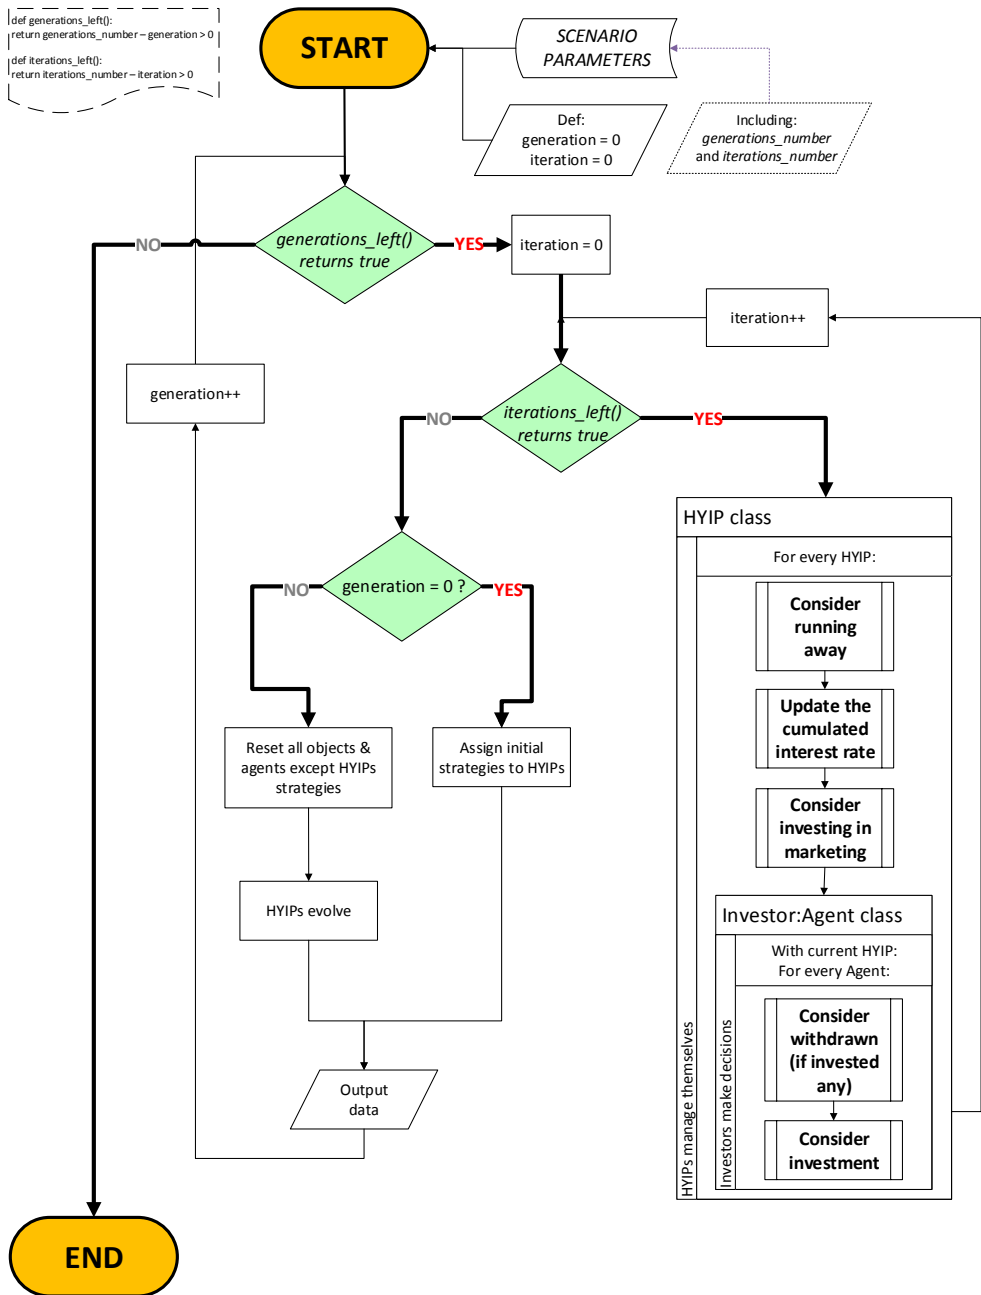 def generations_left():
return generations_number – generation > 0
def iterations_left():
return iterations_number – iteration > 0
START
SCENARIO
PARAMETERS
Def:
generation = 0
iteration = 0
Including:
generations_number
and iterations_number
generations_left()
returns true
NO
YES
iteration = 0
iteration++
generation++
iterations_left()
returns true
NO
YES
generation = 0 ?
NO
YES
Reset all objects &
agents except HYIPs
strategies
Assign initial
strategies to HYIPs
HYIPs evolve
Output
data
HYIP class
HYIPs manage themselves
For every HYIP:
Consider
running
away
Update the
cumulated
interest rate
Consider
investing in
marketing
Investor:Agent class
Investors make decisions
With current HYIP:
For every Agent:
Consider
withdrawn
(if invested
any)
Consider
investment
END